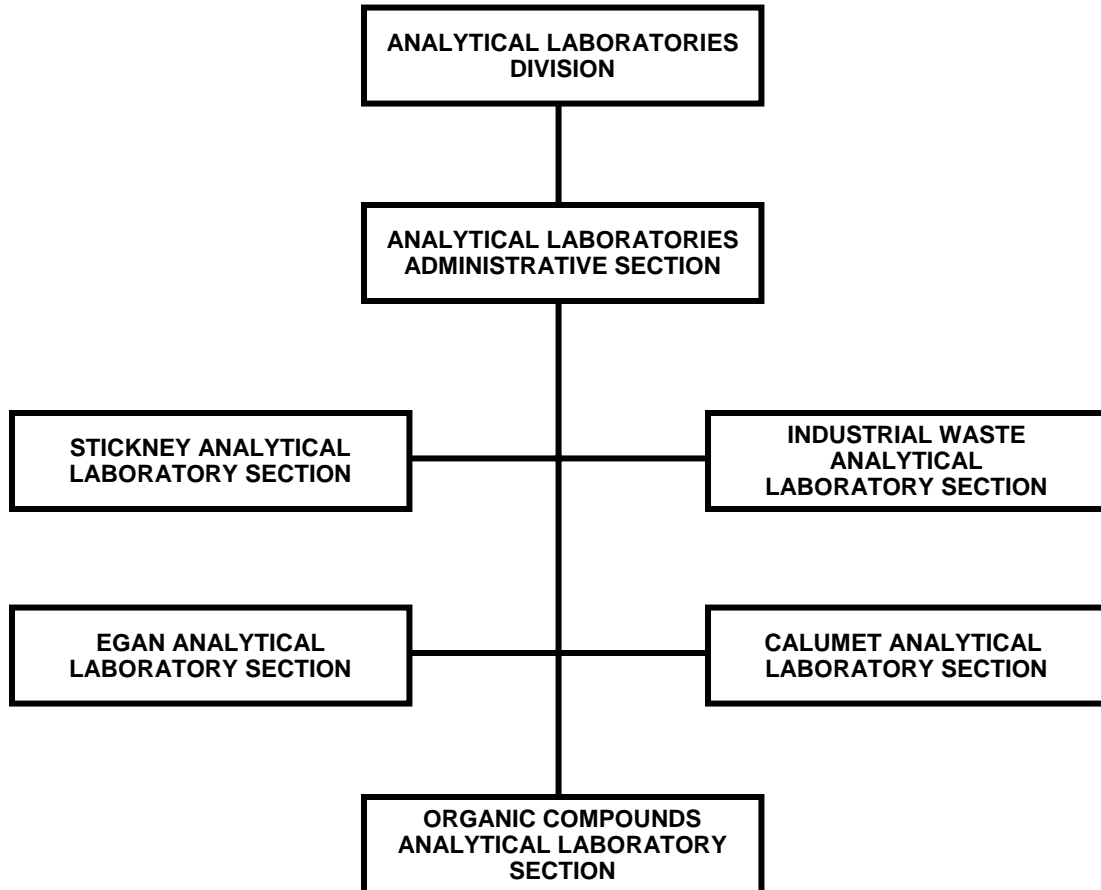 ANALYTICAL LABORATORIES
DIVISION
ANALYTICAL LABORATORIES
ADMINISTRATIVE SECTION
STICKNEY ANALYTICAL
LABORATORY SECTION
INDUSTRIAL WASTE
ANALYTICAL
LABORATORY SECTION
EGAN ANALYTICAL
LABORATORY SECTION
CALUMET ANALYTICAL
LABORATORY SECTION
ORGANIC COMPOUNDS
ANALYTICAL LABORATORY
SECTION